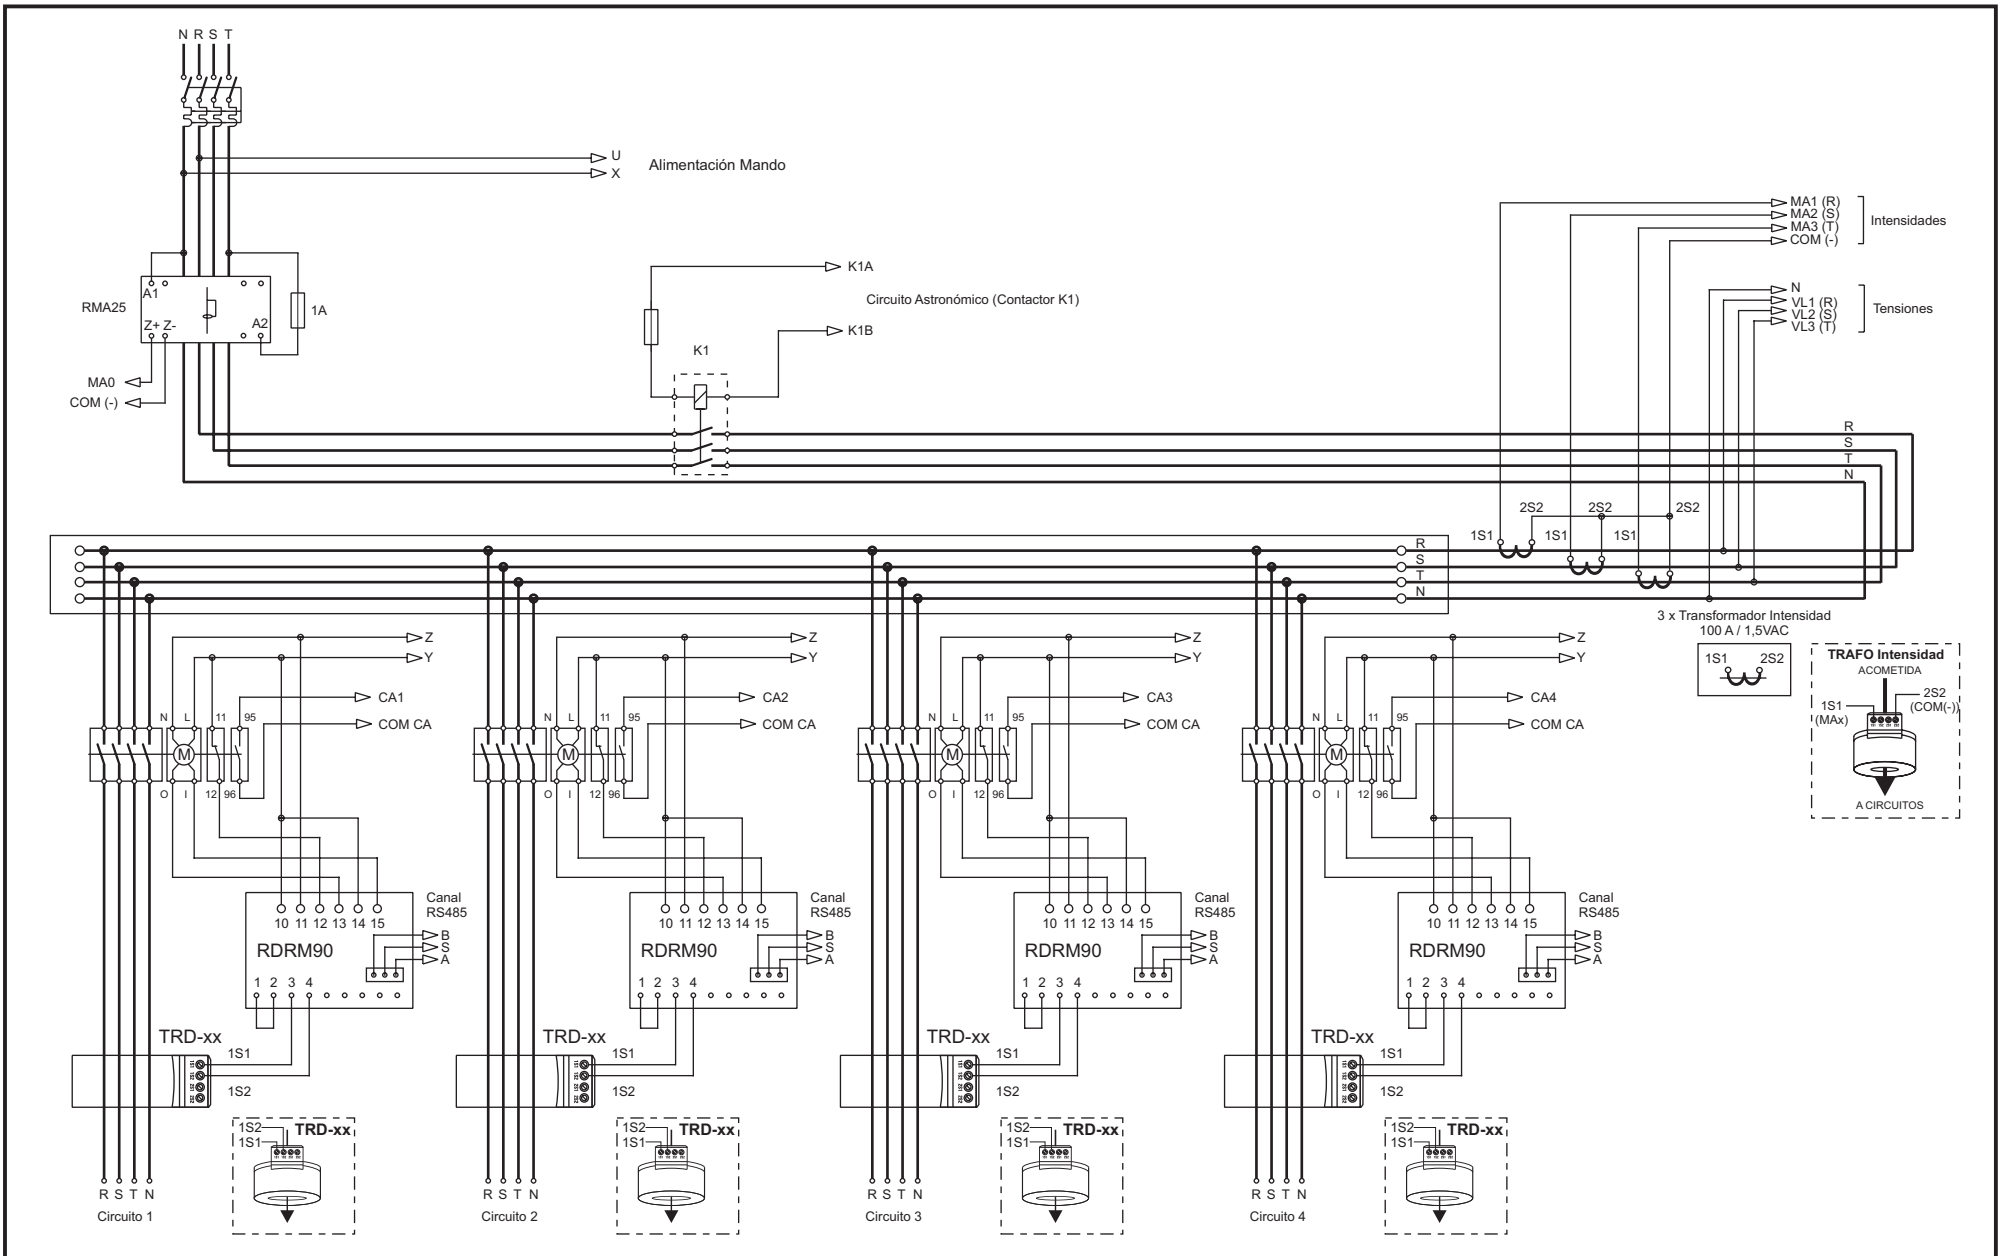 N R S T
U
X
Alimentación Mando
MA1 (R)
MA2 (S)
MA3 (T)
COM (-)
Intensidades
N
VL1 (R)
VL2 (S)
VL3 (T)
Tensiones
K1A
Circuito Astronómico (Contactor K1)
K1B
K1
RMA25
A1
Z+ Z-
A2
1A
MA0
COM (-)
R
S
T
N
2S2 2S2 2S2
1S1 1S1 1S1
R
S
T
N
3 x Transformador Intensidad
100 A / 1,5VAC
1S1 2S2
TRAFO Intensidad
ACOMETIDA
1S1
(MAx)
2S2
(COM(-))
A CIRCUITOS
Z
Y
CA1
COM CA
N L 11 95
M
O I 12 96
10 11 12 13 14 15
Canal
RS485
RDRM90
B
S
A
1 2 3 4
TRD-xx
1S1
1S2
1S2
1S1
TRD-xx
R S T N
Circuito 1
Z
Y
CA2
COM CA
N L 11 95
M
O I 12 96
10 11 12 13 14 15
Canal
RS485
RDRM90
B
S
A
1 2 3 4
TRD-xx
1S1
1S2
1S2
1S1
TRD-xx
R S T N
Circuito 2
Z
Y
CA3
COM CA
N L 11 95
M
O I 12 96
10 11 12 13 14 15
Canal
RS485
RDRM90
B
S
A
1 2 3 4
TRD-xx
1S1
1S2
1S2
1S1
TRD-xx
R S T N
Circuito 3
Z
Y
CA4
COM CA
N L 11 95
M
O I 12 96
10 11 12 13 14 15
Canal
RS485
RDRM90
B
S
A
1 2 3 4
TRD-xx
1S1
1S2
1S2
1S1
TRD-xx
R S T N
Circuito 4